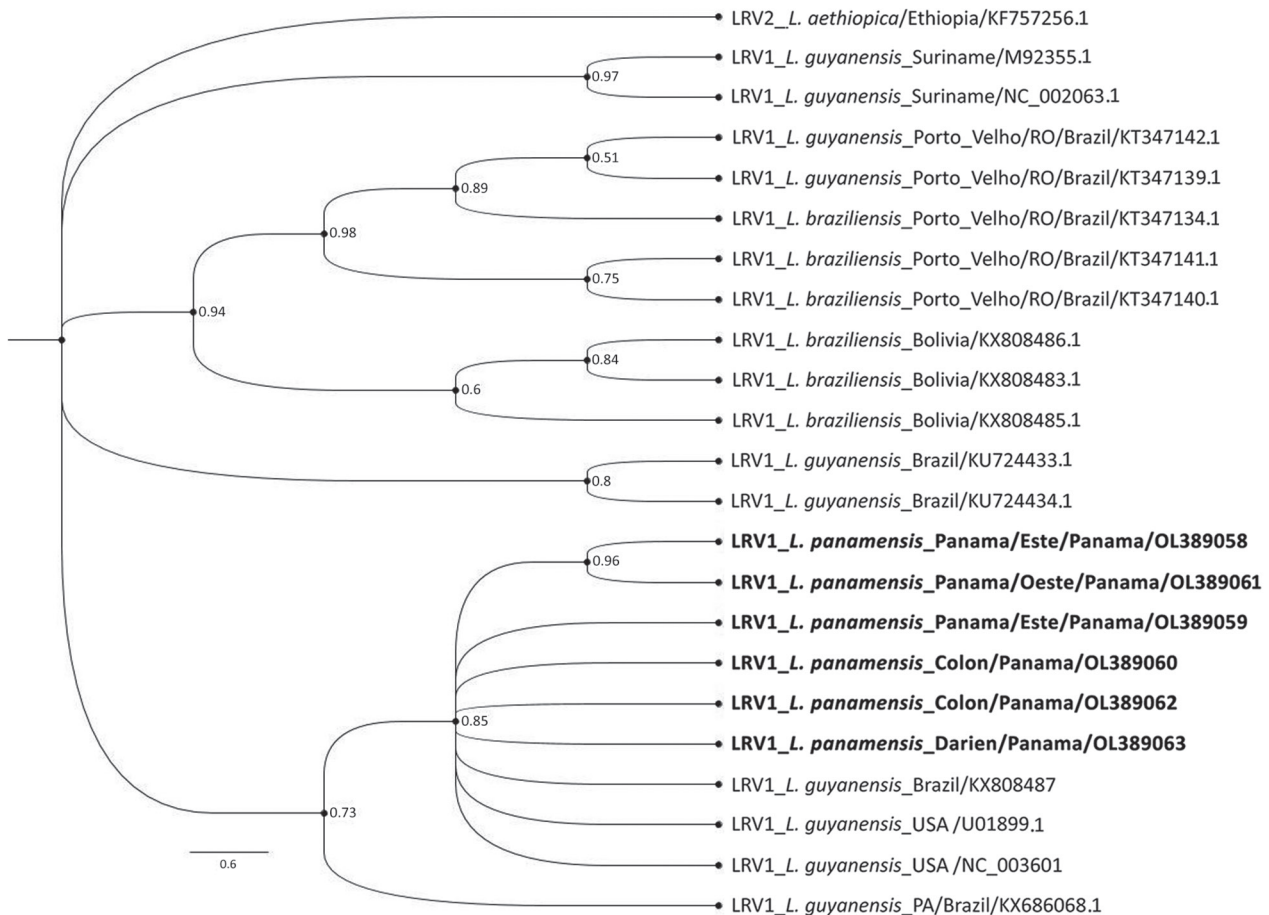 LRV2_L. aethiopica/Ethiopia/KF757256.1
LRV1_L. guyanensis_Suriname/M92355.1
0.97
LRV1_L. guyanensis_Suriname/NC_002063.1
LRV1_L. guyanensis_Porto_Velho/RO/Brazil/KT347142.1
0.51
LRV1_L. guyanensis_Porto_Velho/RO/Brazil/KT347139.1
0.89
LRV1_L. braziliensis_Porto_Velho/RO/Brazil/KT347134.1
0.98
LRV1_L. braziliensis_Porto_Velho/RO/Brazil/KT347141.1
0.75
LRV1_L. braziliensis_Porto_Velho/RO/Brazil/KT347140.1
0.94
LRV1_L. braziliensis_Bolivia/KX808486.1
0.84
LRV1_L. braziliensis_Bolivia/KX808483.1
0.6
LRV1_L. braziliensis_Bolivia/KX808485.1
LRV1_L. guyanensis_Brazil/KU724433.1
0.8
LRV1_L. guyanensis_Brazil/KU724434.1
LRV1_L. panamensis_Panama/Este/Panama/OL389058
0.96
LRV1_L. panamensis_Panama/Oeste/Panama/OL389061
LRV1_L. panamensis_Panama/Este/Panama/OL389059
LRV1_L. panamensis_Colon/Panama/OL389060
LRV1_L. panamensis_Colon/Panama/OL389062
0.85
LRV1_L. panamensis_Darien/Panama/OL389063
LRV1_L. guyanensis_Brazil/KX808487
0.73
LRV1_L. guyanensis_USA/U01899.1
LRV1_L. guyanensis_USA/NC_003601
0.6
LRV1_L. guyanensis_PA/Brazil/KX686068.1